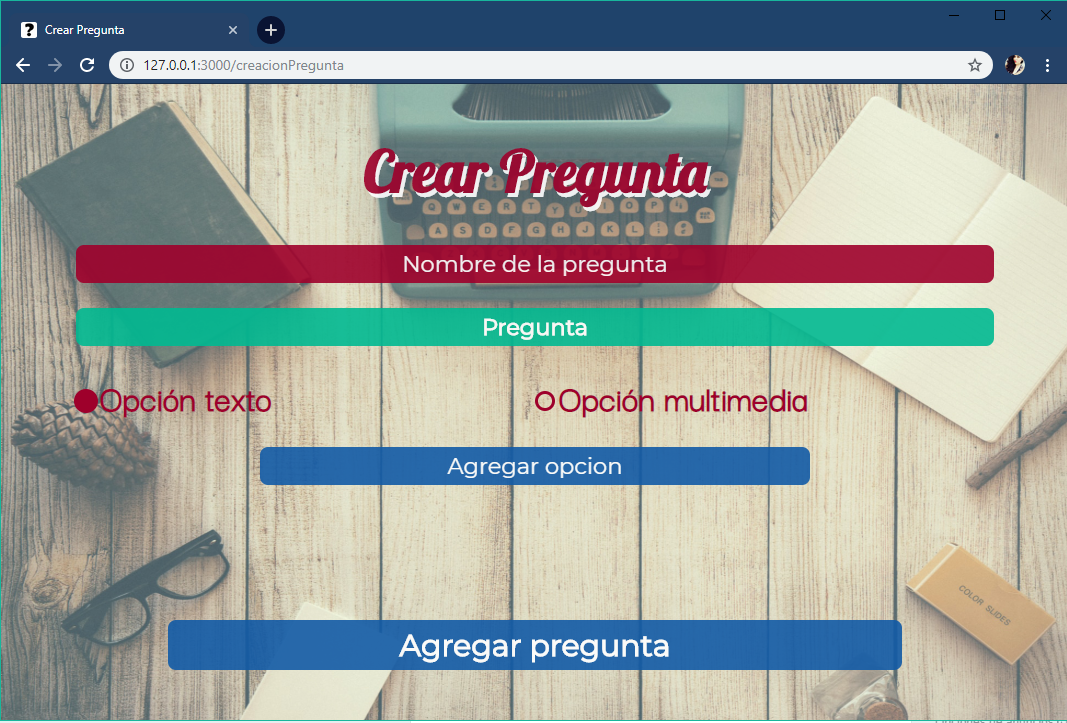 Crear Pregunta
127.0.0.1:3000/creacionPregunta
Crear Pregunta
Q W E R T Y U I O P
A S D F G H J K L
Nombre de la pregunta
Pregunta
Opción texto
Opción multimedia
Agregar opcion
COLOR SLIDES
Agregar pregunta